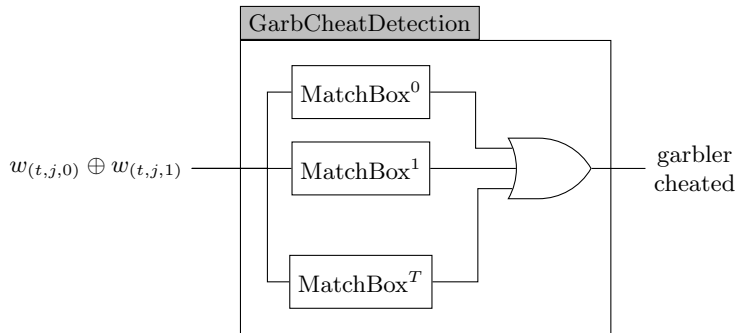 GarbCheatDetection
MatchBox^0
w_{(t,j,0)} ⊕ w_{(t,j,1)}
MatchBox^1
garbler
cheated
MatchBox^T